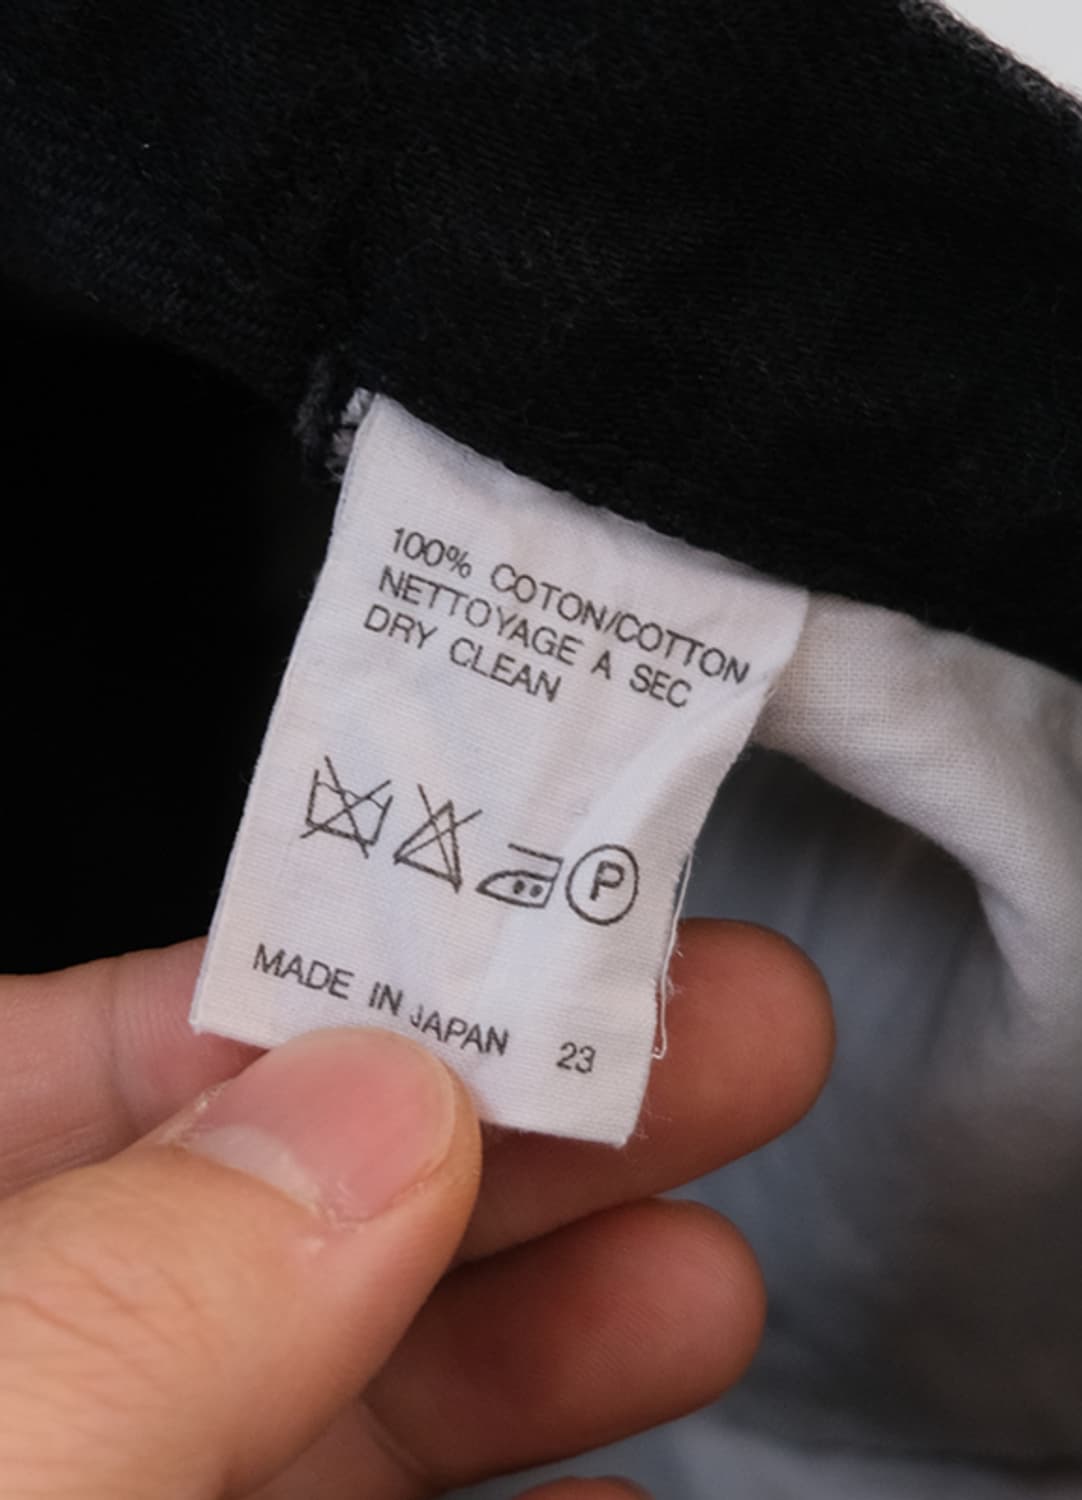 100% COTON/COTTON
NETTOYAGE A SEC
DRY CLEAN
P
MADE IN JAPAN 23